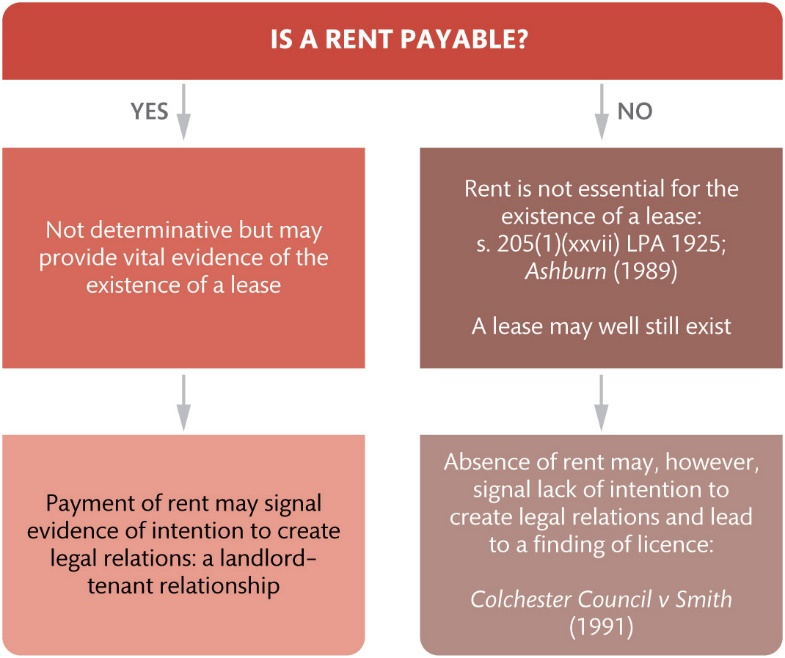 IS A RENT PAYABLE?
YES
NO
Not determinative but may
provide vital evidence of the
existence of a lease
Rent is not essential for the
existence of a lease:
s. 205(1)(xxvii) LPA 1925;
Ashburn (1989)
A lease may well still exist
Payment of rent may signal
evidence of intention to create
legal relations: a landlord–
tenant relationship
Absence of rent may, however,
signal lack of intention to
create legal relations and lead
to a finding of licence:
Colchester Council v Smith
(1991)